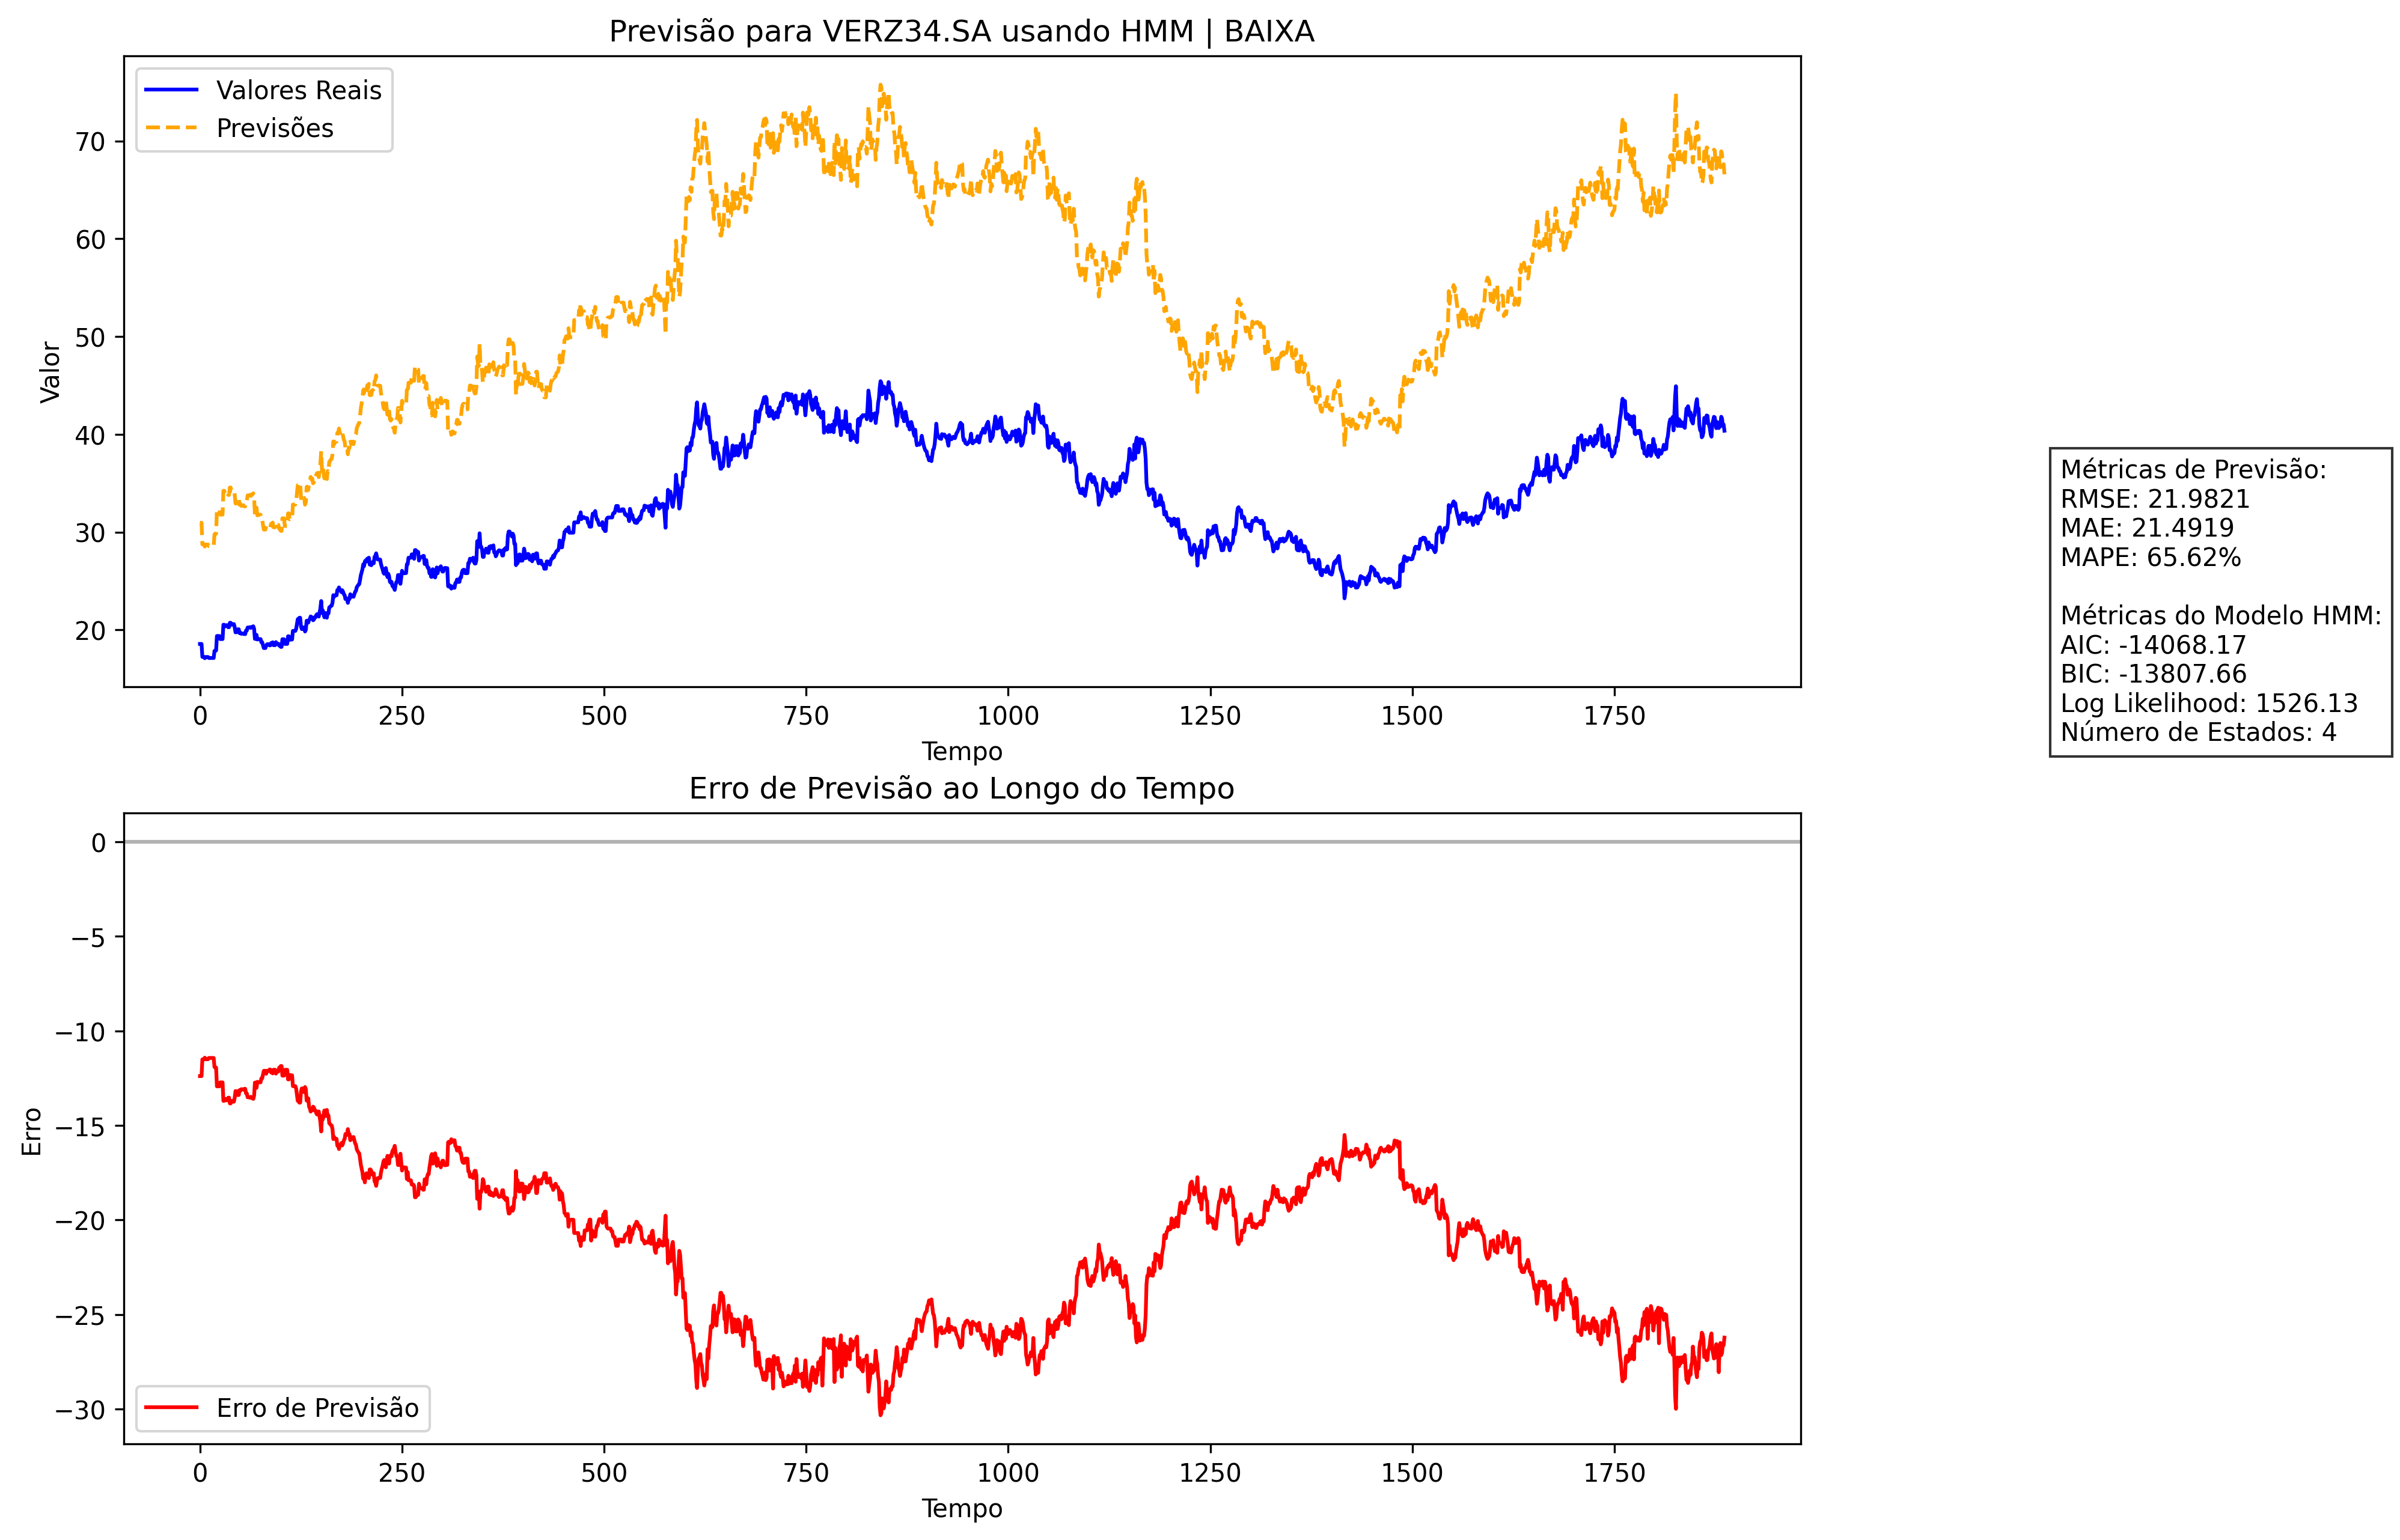 Previsão para VERZ34.SA usando HMM | BAIXA
Valores Reais
Previsões
Valor
70
60
50
40
30
20
0 250 500 750 1000 1250 1500 1750
Tempo
Métricas de Previsão:
RMSE: 21.9821
MAE: 21.4919
MAPE: 65.62%
Métricas do Modelo HMM:
AIC: -14068.17
BIC: -13807.66
Log Likelihood: 1526.13
Número de Estados: 4
Erro de Previsão ao Longo do Tempo
Erro
0
−5
−10
−15
−20
−25
−30
Erro de Previsão
0 250 500 750 1000 1250 1500 1750
Tempo